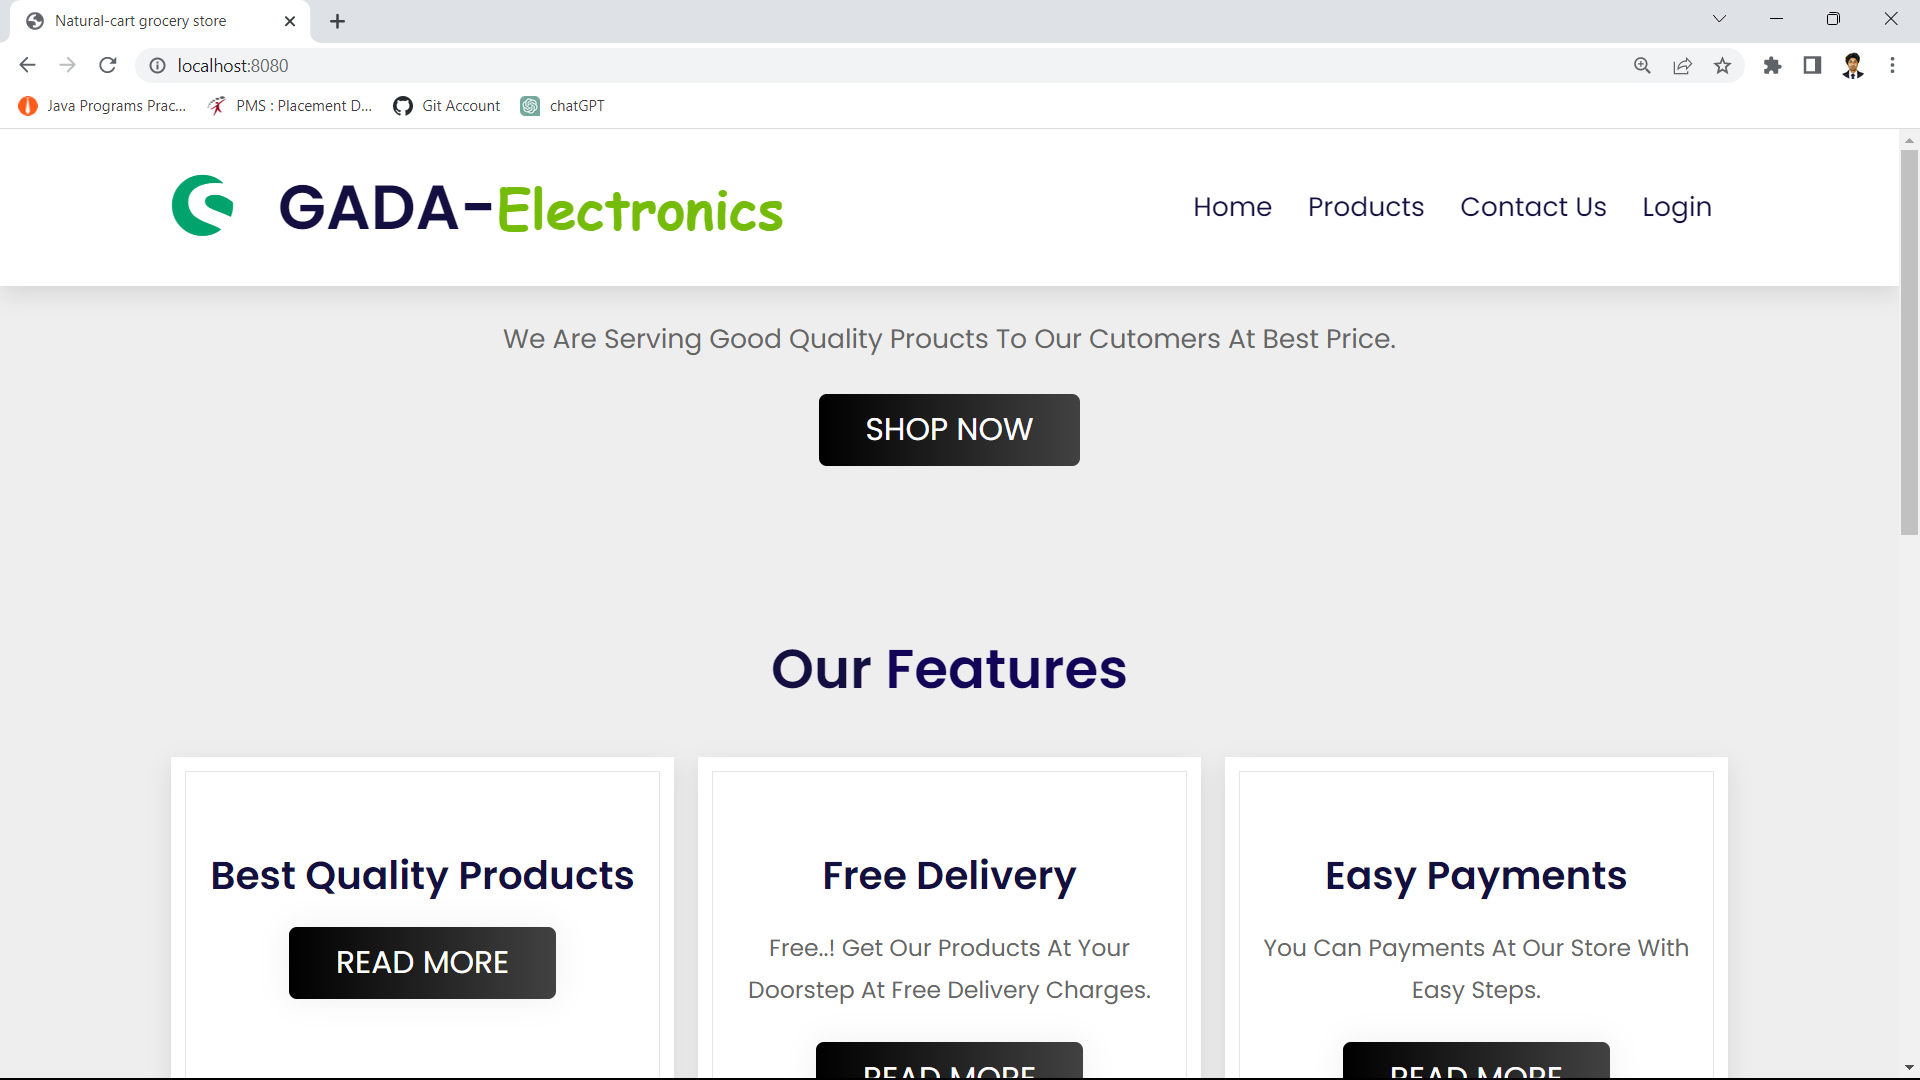 Natural-cart grocery store
localhost:8080
Java Programs Prac... PMS : Placement D... Git Account chatGPT
GADA-Electronics
Home Products Contact Us Login
We Are Serving Good Quality Proucts To Our Cutomers At Best Price.
SHOP NOW
Our Features
Best Quality Products
READ MORE
Free Delivery
Free..! Get Our Products At Your
Doorstep At Free Delivery Charges.
READ MORE
Easy Payments
You Can Payments At Our Store With
Easy Steps.
READ MORE